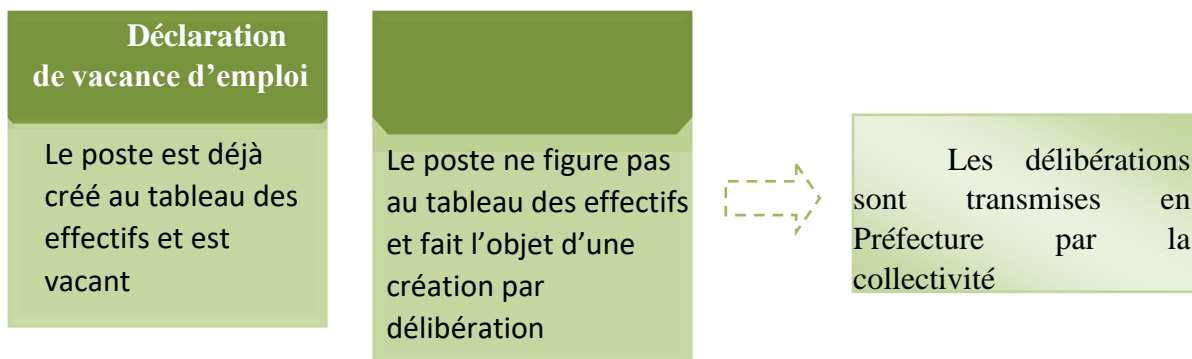 Déclaration
de vacance d'emploi
Le poste est déjà
créé au tableau des
effectifs et est
vacant
Le poste ne figure pas
au tableau des effectifs
et fait l'objet d'une
création par
délibération
Les délibérations
sont transmises en
Préfecture par la
collectivité